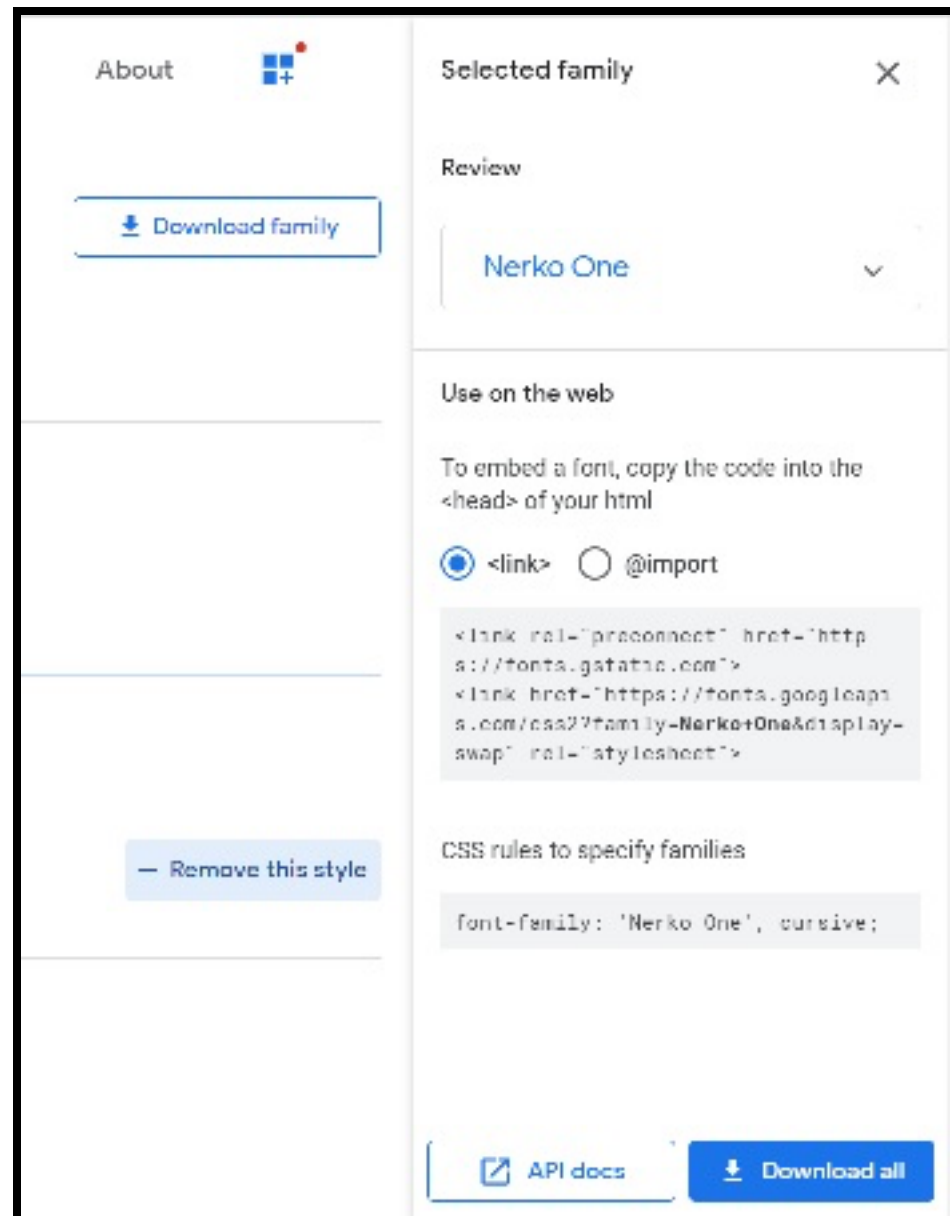 About
Selected family
Review
Download family
Nerko One
Use on the web
To embed a font, copy the code into the
<head> of your html
<link>
@import
<link rel="preconnect" href="http
s://fonts.gstatic.com">
<link href="https://fonts.googleapi
s.com/css2?family=Nerko+One&display=
swap" rel="stylesheet">
CSS rules to specify families
— Remove this style
font-family: 'Nerko One', cursive;
API docs
Download all